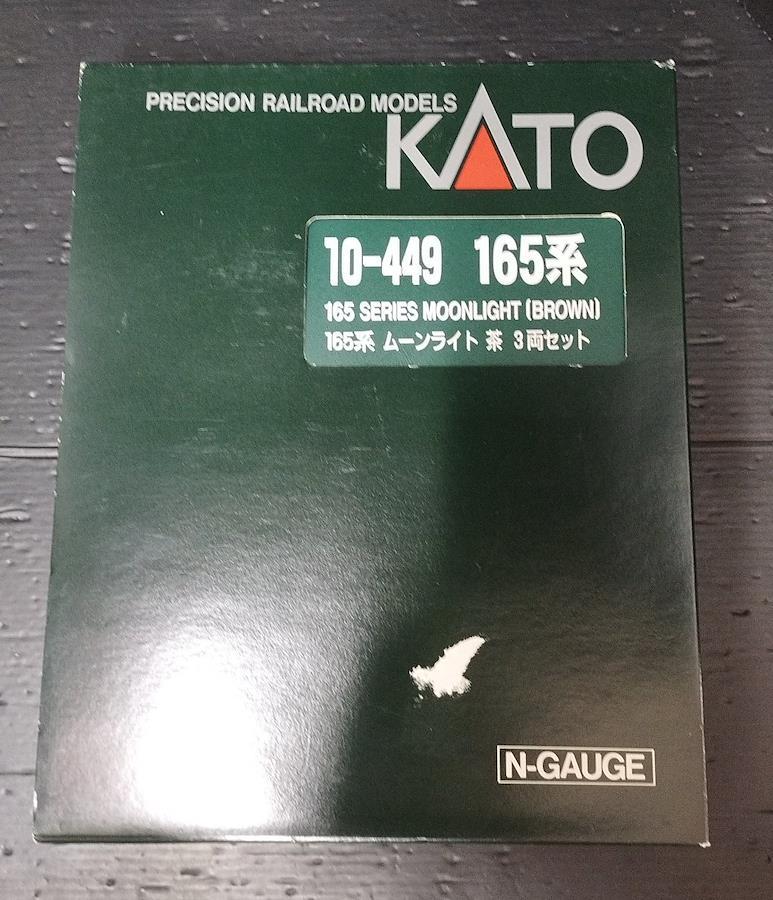 PRECISION RAILROAD MODELS
KATO
10-449 165系
165 SERIES MOONLIGHT (BROWN)
165系 ムーンライト 茶 3両セット
N-GAUGE